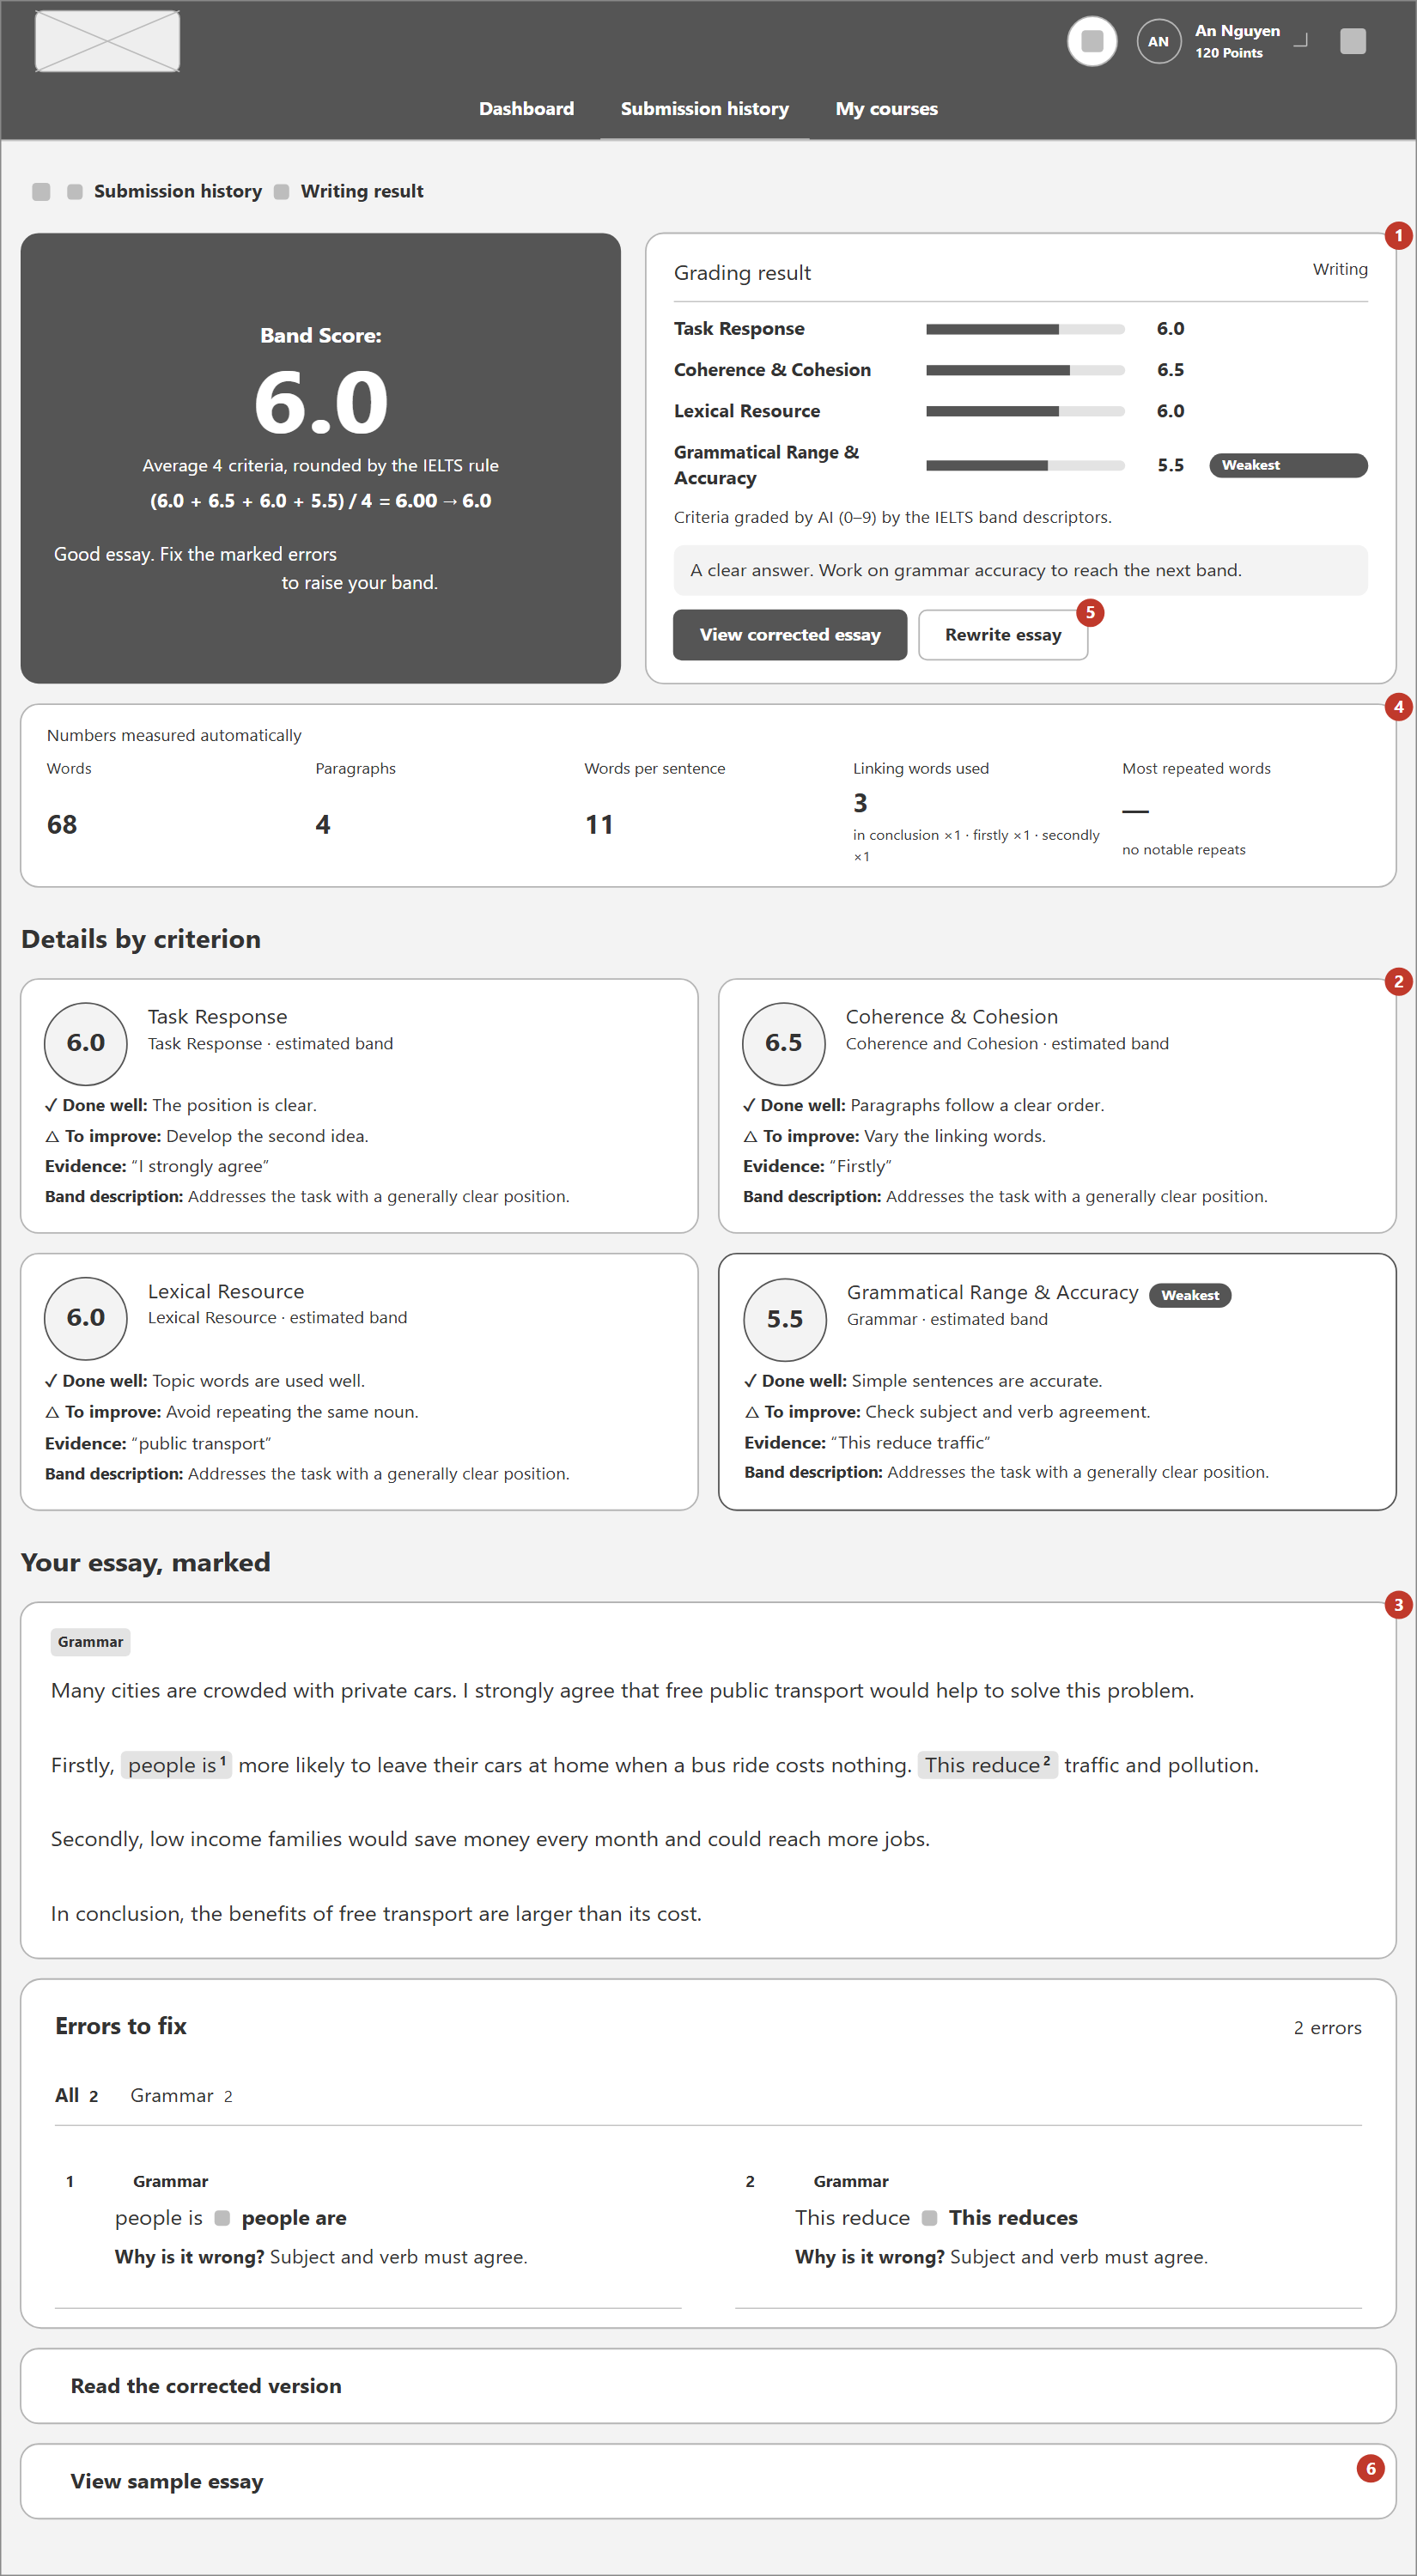 AN
An Nguyen
120 Points
Dashboard
Submission history
My courses
Submission history
Writing result
Band Score:
6.0
Average 4 criteria, rounded by the IELTS rule
(6.0 + 6.5 + 6.0 + 5.5) / 4 = 6.00 → 6.0
Good essay. Fix the marked errors
to raise your band.
1
Grading result
Writing
Task Response 6.0
Coherence & Cohesion 6.5
Lexical Resource 6.0
Grammatical Range &
Accuracy
5.5
Weakest
Criteria graded by AI (0–9) by the IELTS band descriptors.
A clear answer. Work on grammar accuracy to reach the next band.
View corrected essay
Rewrite essay
5
4
Numbers measured automatically
Words
68
Paragraphs
4
Words per sentence
11
Linking words used
3
in conclusion ×1 · firstly ×1 · secondly
×1
Most repeated words
—
no notable repeats
Details by criterion
6.0
Task Response
Task Response · estimated band
✓ Done well: The position is clear.
△ To improve: Develop the second idea.
Evidence: “I strongly agree”
Band description: Addresses the task with a generally clear position.
2
6.5
Coherence & Cohesion
Coherence and Cohesion · estimated band
✓ Done well: Paragraphs follow a clear order.
△ To improve: Vary the linking words.
Evidence: “Firstly”
Band description: Addresses the task with a generally clear position.
6.0
Lexical Resource
Lexical Resource · estimated band
✓ Done well: Topic words are used well.
△ To improve: Avoid repeating the same noun.
Evidence: “public transport”
Band description: Addresses the task with a generally clear position.
5.5
Grammatical Range & Accuracy
Weakest
Grammar · estimated band
✓ Done well: Simple sentences are accurate.
△ To improve: Check subject and verb agreement.
Evidence: “This reduce traffic”
Band description: Addresses the task with a generally clear position.
Your essay, marked
3
Grammar
Many cities are crowded with private cars. I strongly agree that free public transport would help to solve this problem.
Firstly, people is 1 more likely to leave their cars at home when a bus ride costs nothing. This reduce 2 traffic and pollution.
Secondly, low income families would save money every month and could reach more jobs.
In conclusion, the benefits of free transport are larger than its cost.
Errors to fix
2 errors
All 2
Grammar 2
1
Grammar
people is people are
Why is it wrong? Subject and verb must agree.
2
Grammar
This reduce This reduces
Why is it wrong? Subject and verb must agree.
Read the corrected version
View sample essay
6